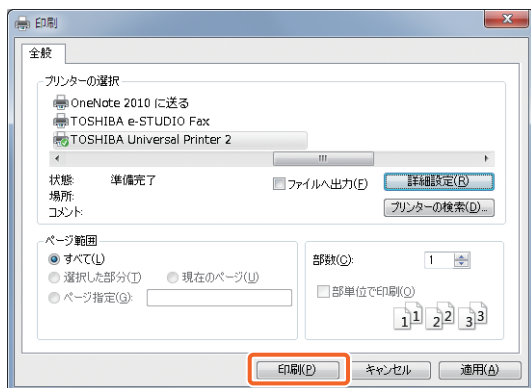 印刷
全般
プリンターの選択
OneNote 2010 に送る
TOSHIBA e-STUDIO Fax
TOSHIBA Universal Printer 2
状態: 準備完了 ファイルへ出力(F) 詳細設定(R)
場所:
コメント: プリンターの検索(D)...
ページ範囲
すべて(L) 部数(C): 1
選択した部分(T) 現在のページ(U)
ページ指定(G): 部単位で印刷(O)
1 1 2 2 3 3
印刷(P) キャンセル 適用(A)